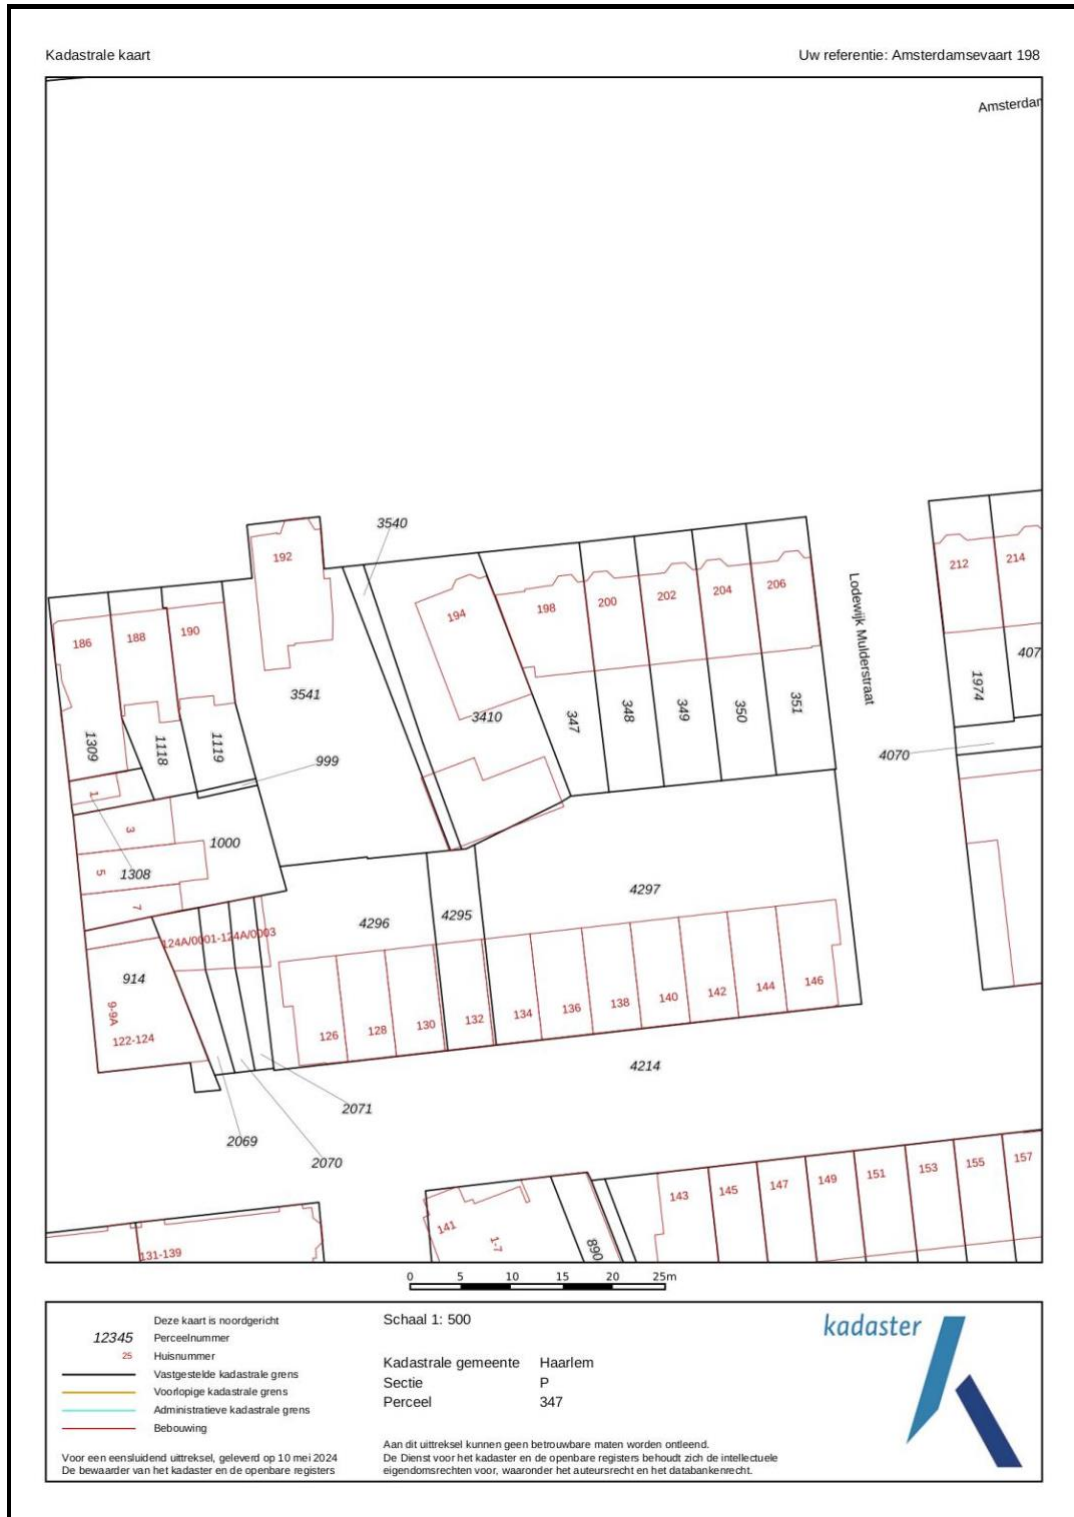 Kadastrale kaart
Uw referentie: Amsterdamsevaart 198
3540
192
194
198
200
202
204
206
212
214
Lodewijk Mulderstraat
186
188
190
3541
3410
347
348
349
350
351
1974
1309
1118
1119
999
4070
1
3
1000
5
1308
7
4296
4295
4297
124A/0001-124A/0003
914
9-9A
122-124
126
128
130
132
134
136
138
140
142
144
146
4214
2071
2069
2070
141
1-7
890
143
145
147
149
151
153
155
157
131-139
0 5 10 15 20 25m
Deze kaart is noordgericht
12345 Perceelnummer
25 Huisnummer
Vastgestelde kadastrale grens
Voorlopige kadastrale grens
Administratieve kadastrale grens
Bebouwing
Voor een eensluidend uittreksel, geleverd op 10 mei 2024
De bewaarder van het kadaster en de openbare registers
Schaal 1: 500
Kadastrale gemeente Haarlem
Sectie P
Perceel 347
Aan dit uittreksel kunnen geen betrouwbare maten worden ontleend.
De Dienst voor het kadaster en de openbare registers behoudt zich de intellectuele
eigendomsrechten voor, waaronder het auteursrecht en het databankenrecht.
kadaster